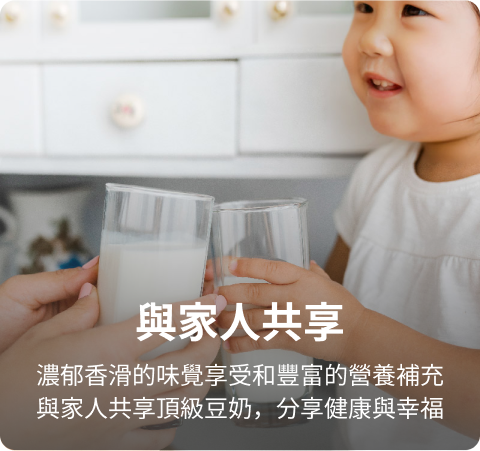 與家人共享
濃郁香滑的味覺享受和豐富的營養補充
與家人共享頂級豆奶，分享健康與幸福